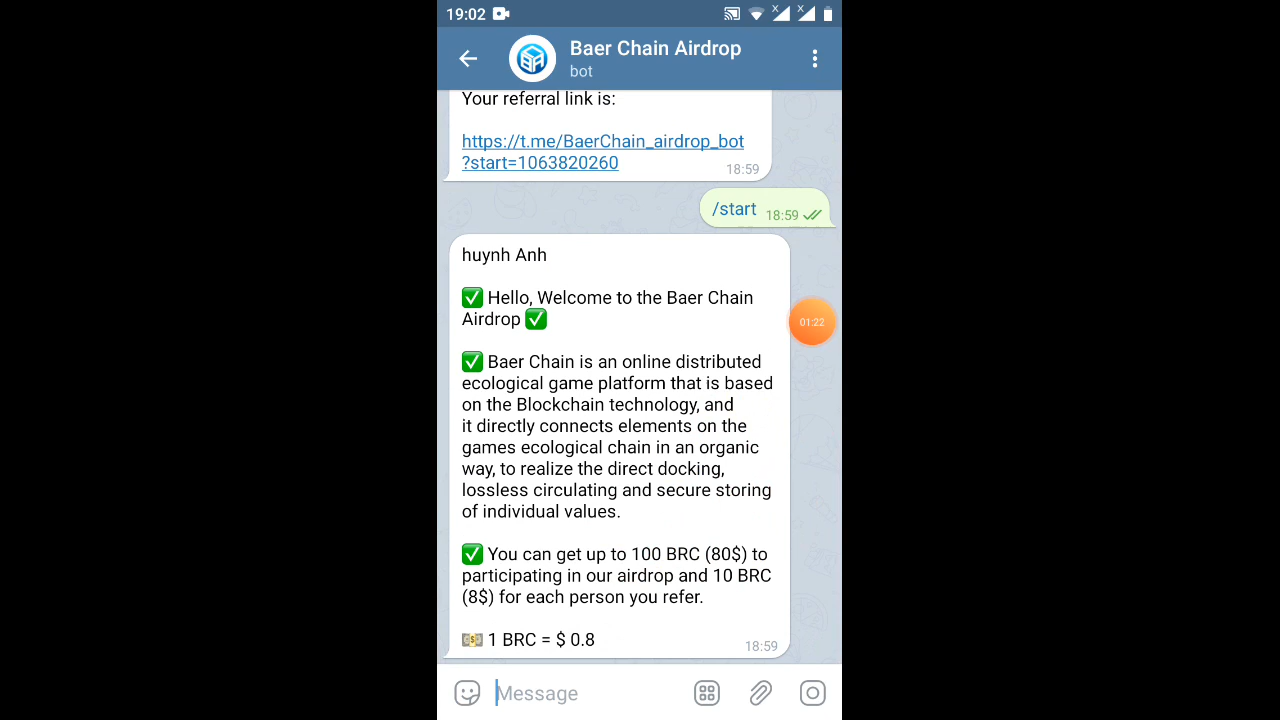 19:02
Baer Chain Airdrop
bot
Your referral link is:
https://t.me/BaerChain_airdrop_bot
?start=1063820260
18:59
/start 18:59
huynh Anh
✅ Hello, Welcome to the Baer Chain
Airdrop ✅
01:22
✅ Baer Chain is an online distributed
ecological game platform that is based
on the Blockchain technology, and
it directly connects elements on the
games ecological chain in an organic
way, to realize the direct docking,
lossless circulating and secure storing
of individual values.
✅ You can get up to 100 BRC (80$) to
participating in our airdrop and 10 BRC
(8$) for each person you refer.
💵 1 BRC = $ 0.8
18:59
Message